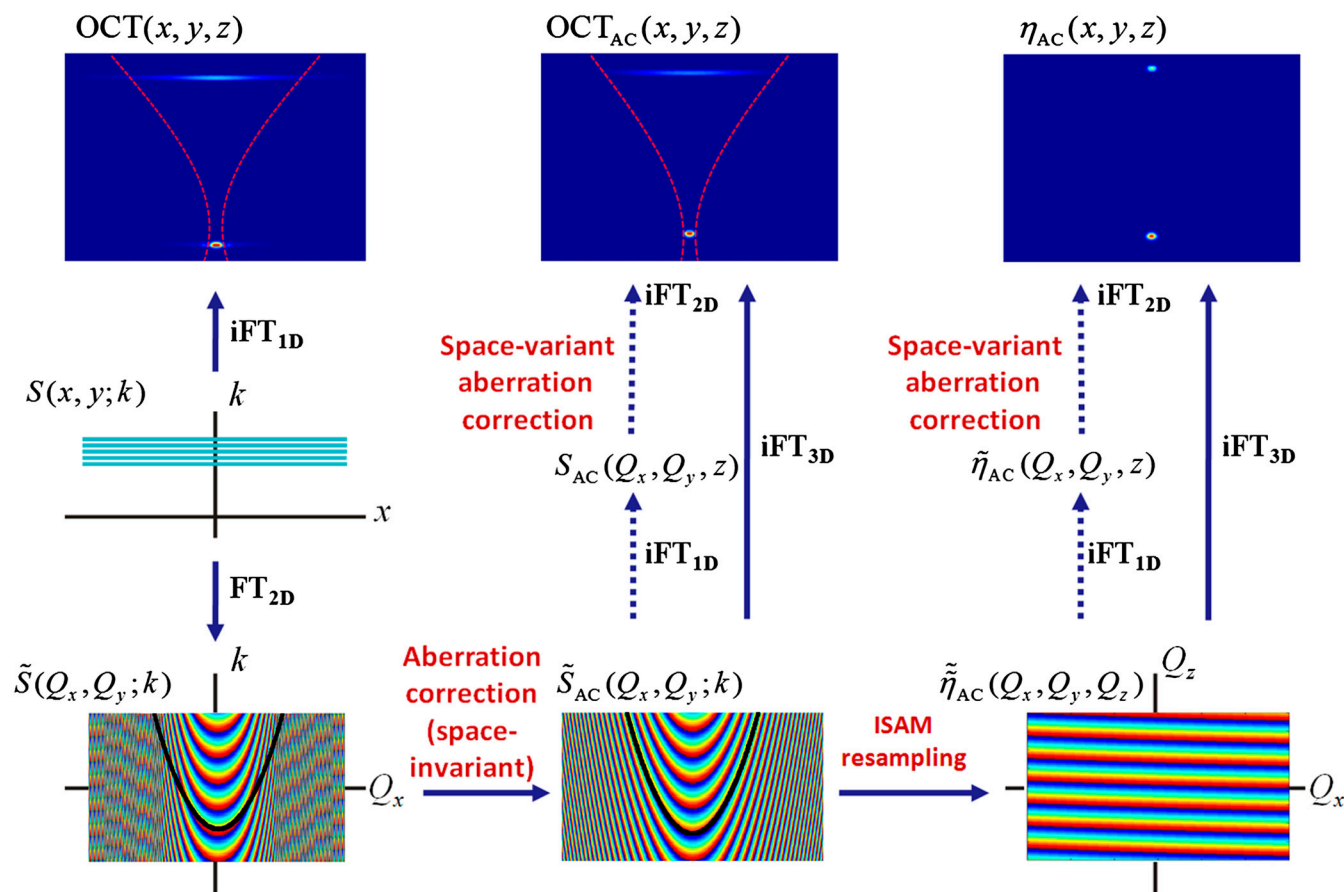 OCT(x, y, z)
OCT_AC(x, y, z)
η_AC(x, y, z)
iFT_1D
S(x, y; k)
k
x
FT_2D
iFT_2D
Space-variant
aberration
correction
S_AC(Q_x, Q_y, z)
iFT_3D
iFT_1D
iFT_2D
Space-variant
aberration
correction
η̃_AC(Q_x, Q_y, z)
iFT_3D
iFT_1D
S̃(Q_x, Q_y; k)
k
Q_x
Aberration
correction
(space-
invariant)
S̃_AC(Q_x, Q_y; k)
ISAM
resampling
η̃̃_AC(Q_x, Q_y, Q_z)
Q_z
Q_x